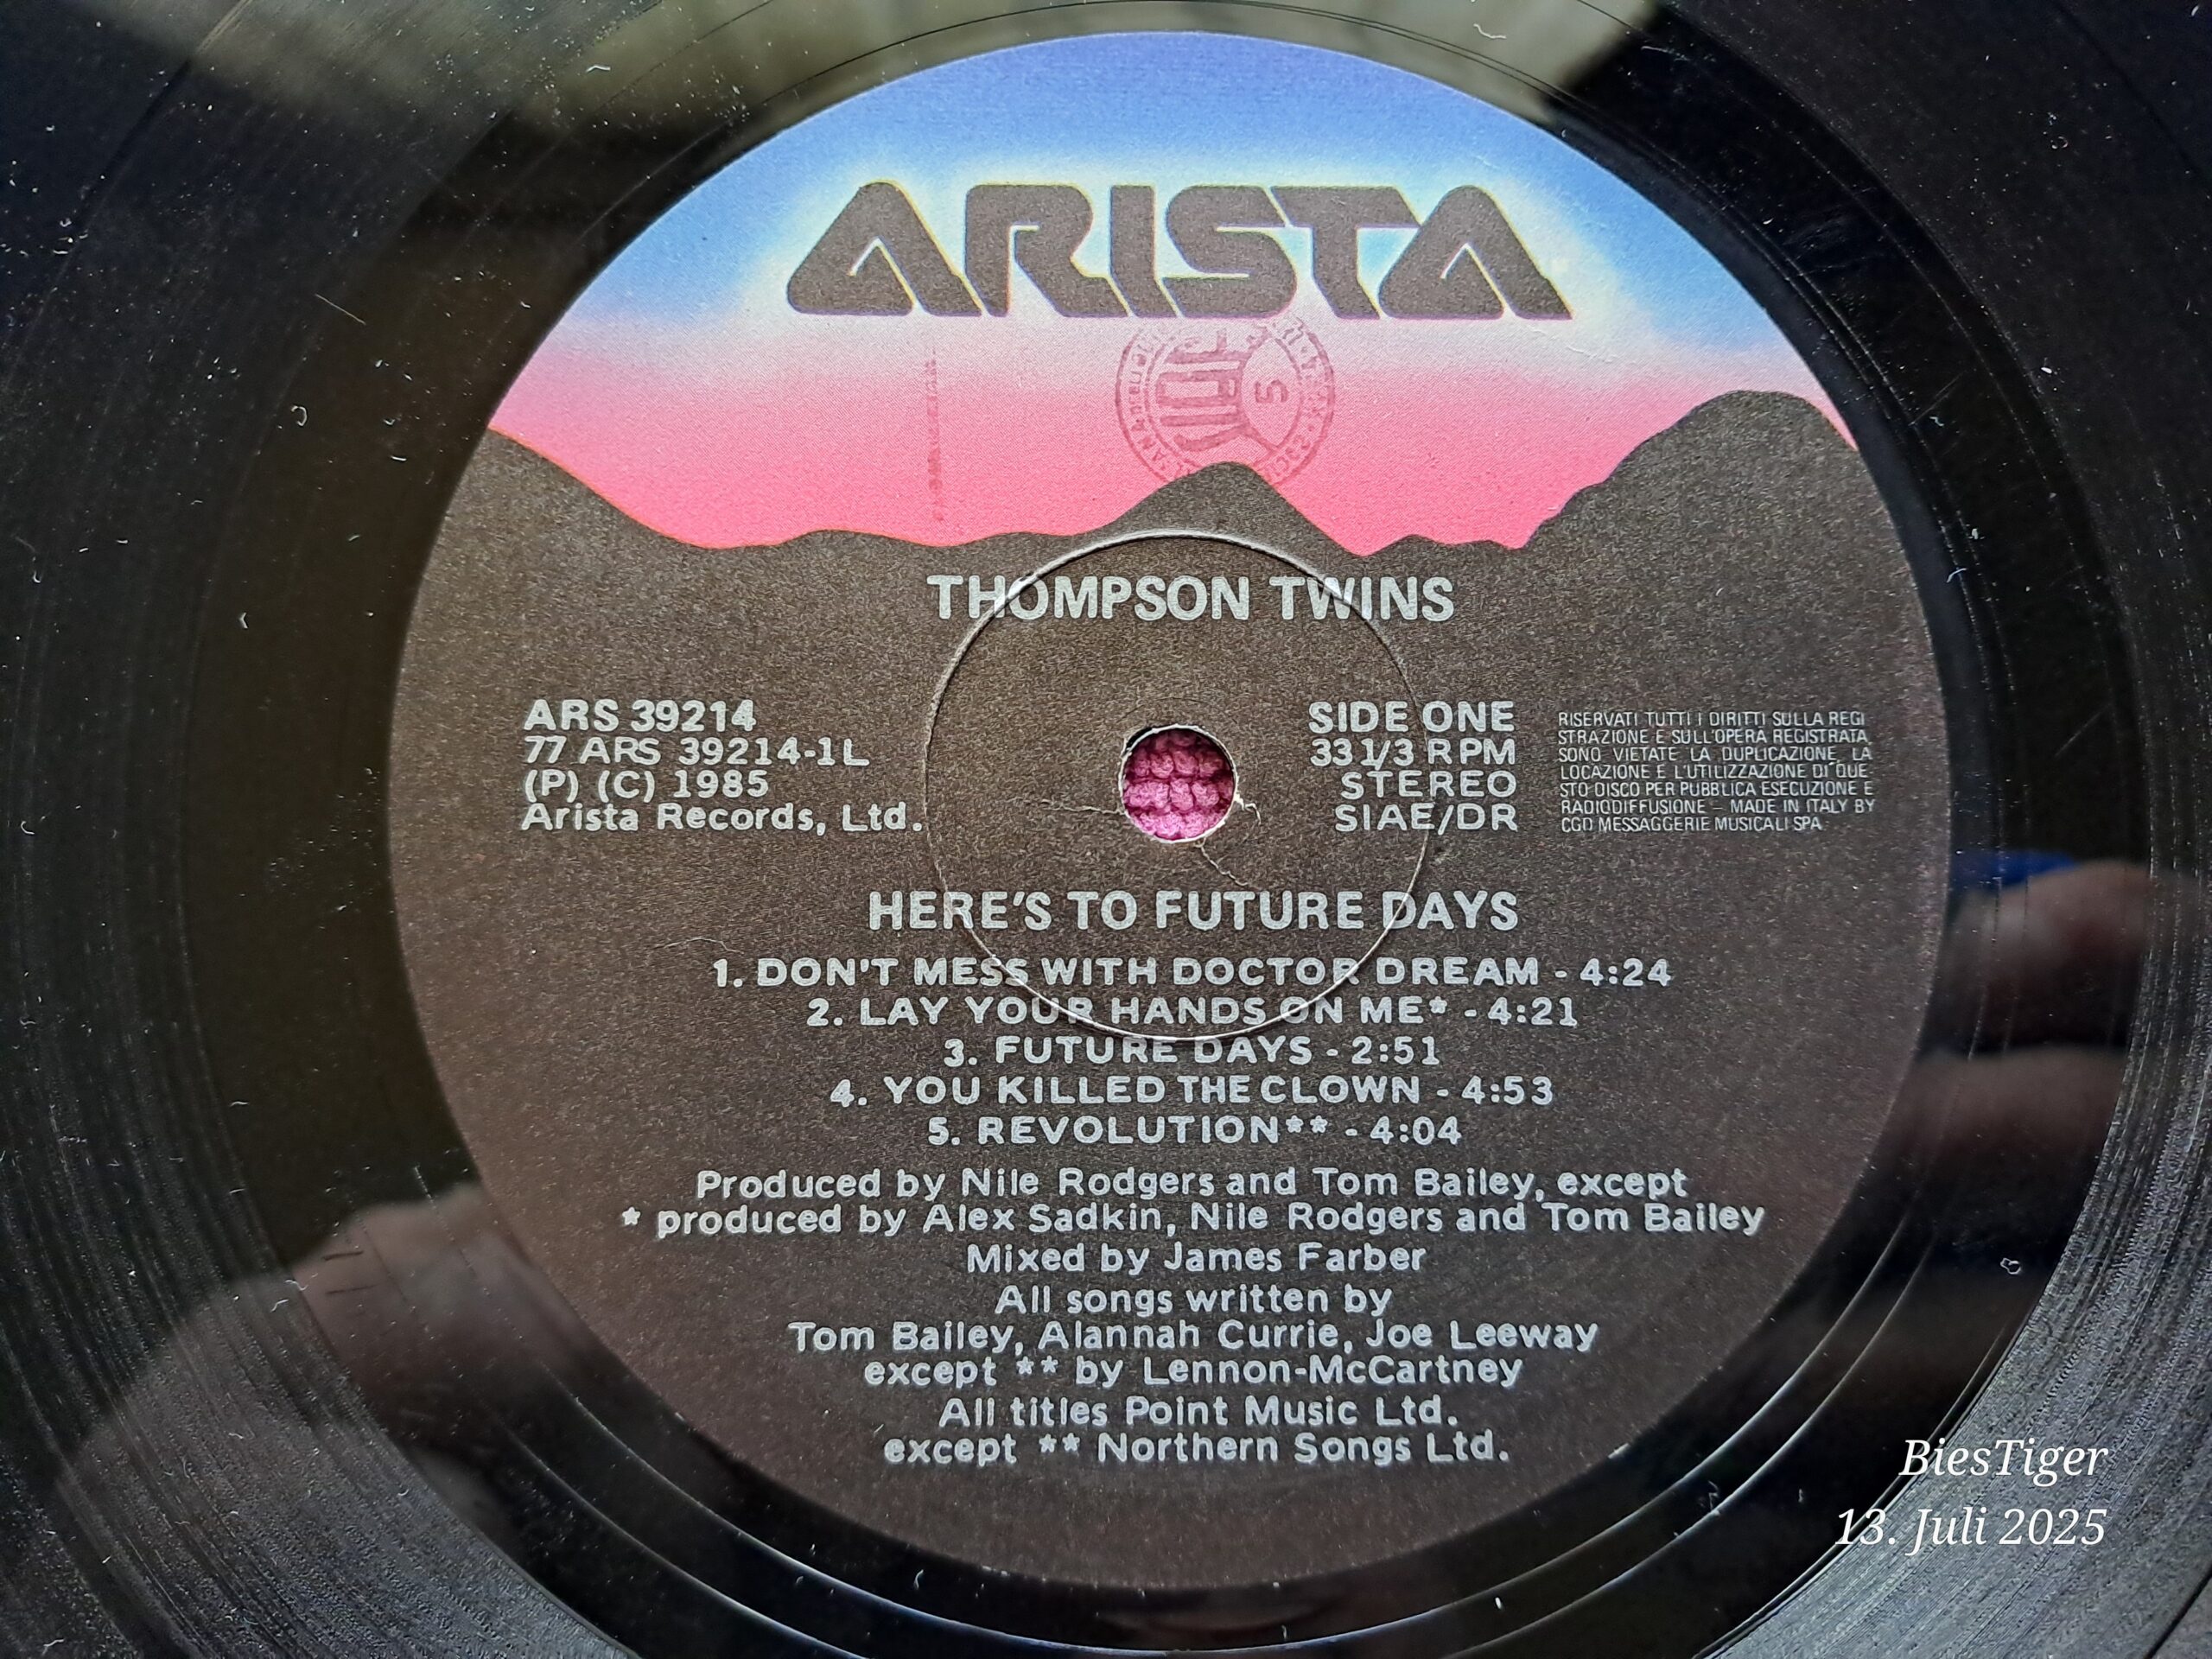 ARISTA
5
THOMPSON TWINS
ARS 39214
77 ARS 39214-1L
(P) (C) 1985
Arista Records, Ltd.
SIDE ONE
33 1/3 RPM
STEREO
SIAE/DR
RISERVATI TUTTI I DIRITTI SULLA REGI
STRAZIONE E SULL'OPERA REGISTRATA
SONO VIETATE LA DUPLICAZIONE, LA
LOCAZIONE E L'UTILIZZAZIONE DI QUE
STO DISCO PER PUBBLICA ESECUZIONE E
RADIODIFFUSIONE – MADE IN ITALY BY
CGD MESSAGGERIE MUSICALI SPA
HERE'S TO FUTURE DAYS
1. DON'T MESS WITH DOCTOR DREAM - 4:24
2. LAY YOUR HANDS ON ME* - 4:21
3. FUTURE DAYS - 2:51
4. YOU KILLED THE CLOWN - 4:53
5. REVOLUTION** - 4:04
Produced by Nile Rodgers and Tom Bailey, except
* produced by Alex Sadkin, Nile Rodgers and Tom Bailey
Mixed by James Farber
All songs written by
Tom Bailey, Alannah Currie, Joe Leeway
except ** by Lennon-McCartney
All titles Point Music Ltd.
except ** Northern Songs Ltd.
BiesTiger
13. Juli 2025